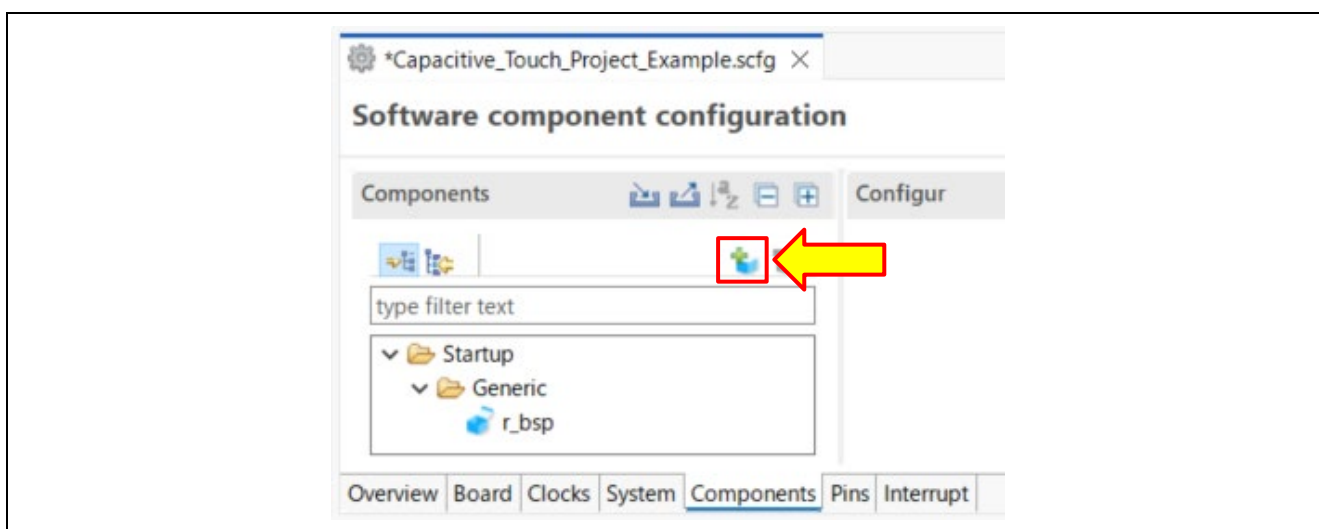 *Capacitive_Touch_Project_Example.scfg
Software component configuration
Components
Configur
type filter text
Startup
Generic
r_bsp
Overview Board Clocks System Components Pins Interrupt